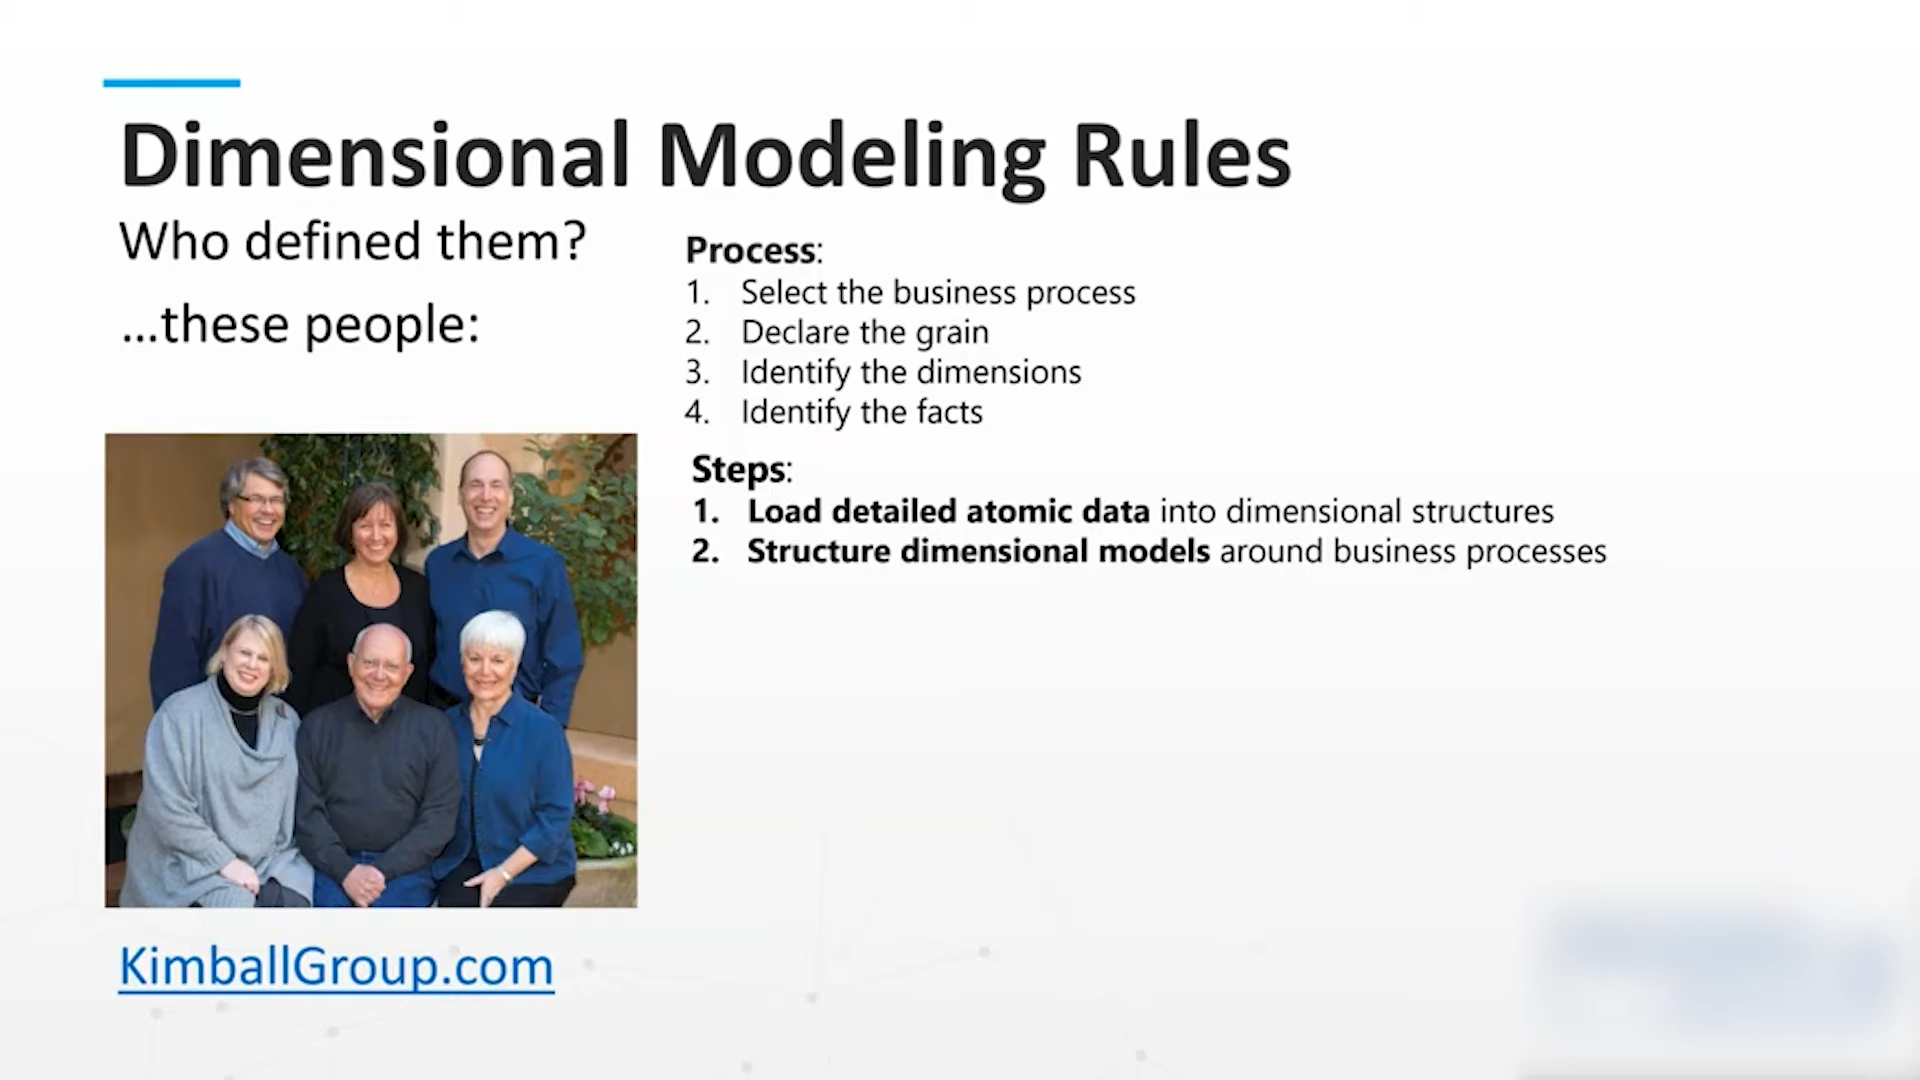 Dimensional Modeling Rules
Who defined them?
...these people:
KimballGroup.com
Process:
1. Select the business process
2. Declare the grain
3. Identify the dimensions
4. Identify the facts
Steps:
1. Load detailed atomic data into dimensional structures
2. Structure dimensional models around business processes